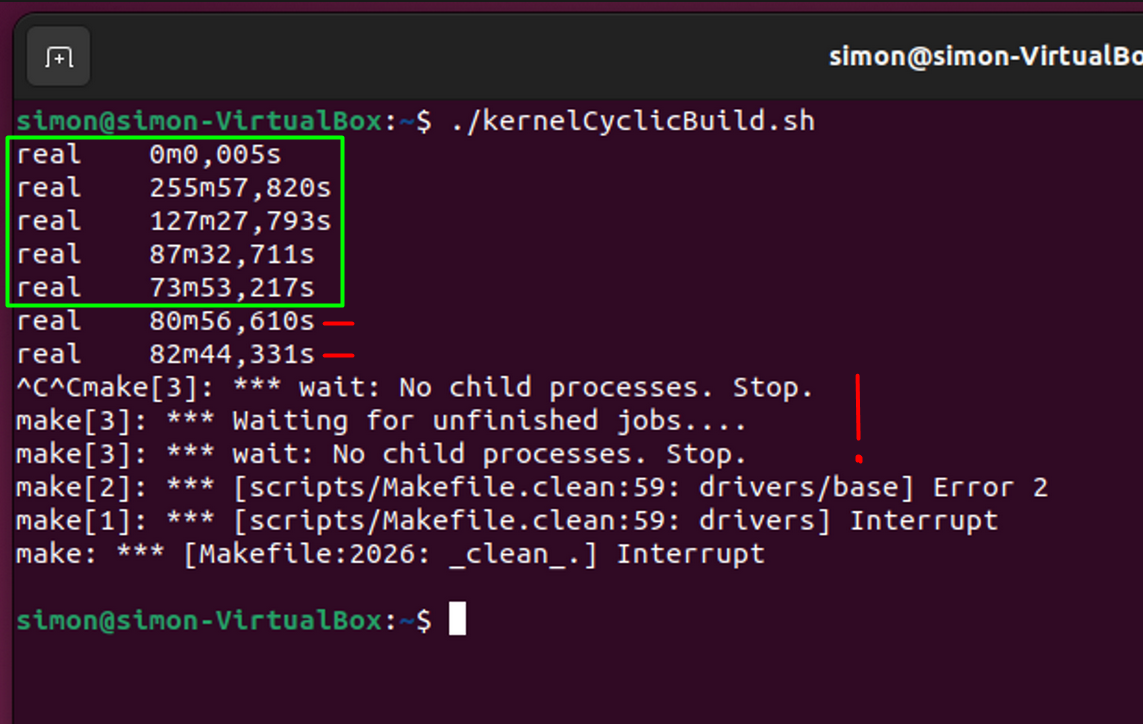 simon@simon-VirtualBo
simon@simon-VirtualBox:~$ ./kernelCyclicBuild.sh
real    0m0,005s
real    255m57,820s
real    127m27,793s
real    87m32,711s
real    73m53,217s
real    80m56,610s
real    82m44,331s
^C^Cmake[3]: *** wait: No child processes. Stop.
make[3]: *** Waiting for unfinished jobs....
make[3]: *** wait: No child processes. Stop.
make[2]: *** [scripts/Makefile.clean:59: drivers/base] Error 2
make[1]: *** [scripts/Makefile.clean:59: drivers] Interrupt
make: *** [Makefile:2026: _clean_.] Interrupt
simon@simon-VirtualBox:~$